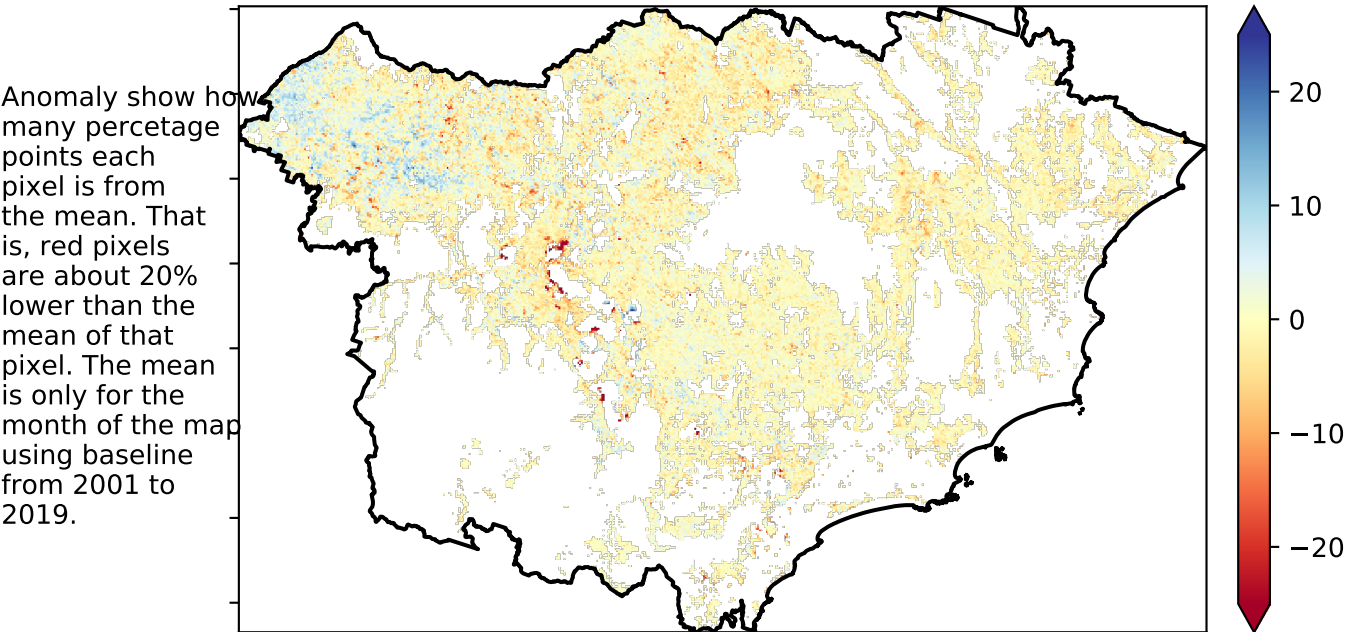 Anomaly show how
many percetage
points each
pixel is from
the mean. That
is, red pixels
are about 20%
lower than the
mean of that
pixel. The mean
is only for the
month of the map
using baseline
from 2001 to
2019.
20
10
0
−10
−20